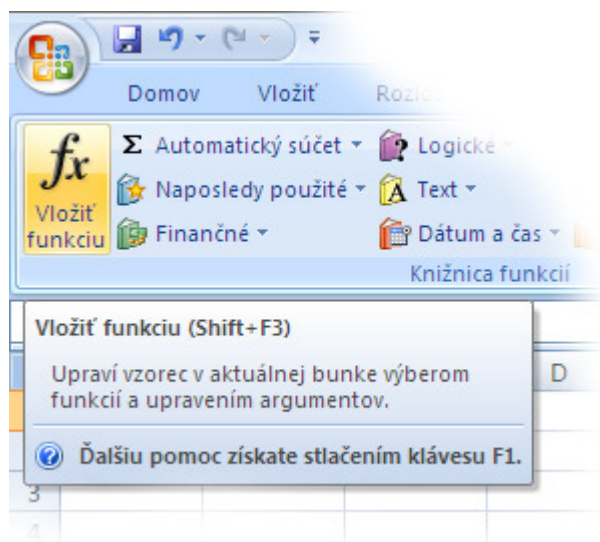 Domov Vložiť
fx Σ Automatický súčet Logické
Naposledy použité A Text
Vložiť
funkciu Finančné Dátum a čas
Knižnica funkcií
Vložiť funkciu (Shift+F3)
Upraví vzorec v aktuálnej bunke výberom
funkcií a upravením argumentov.
D
Ďalšiu pomoc získate stlačením klávesu F1.
3
4